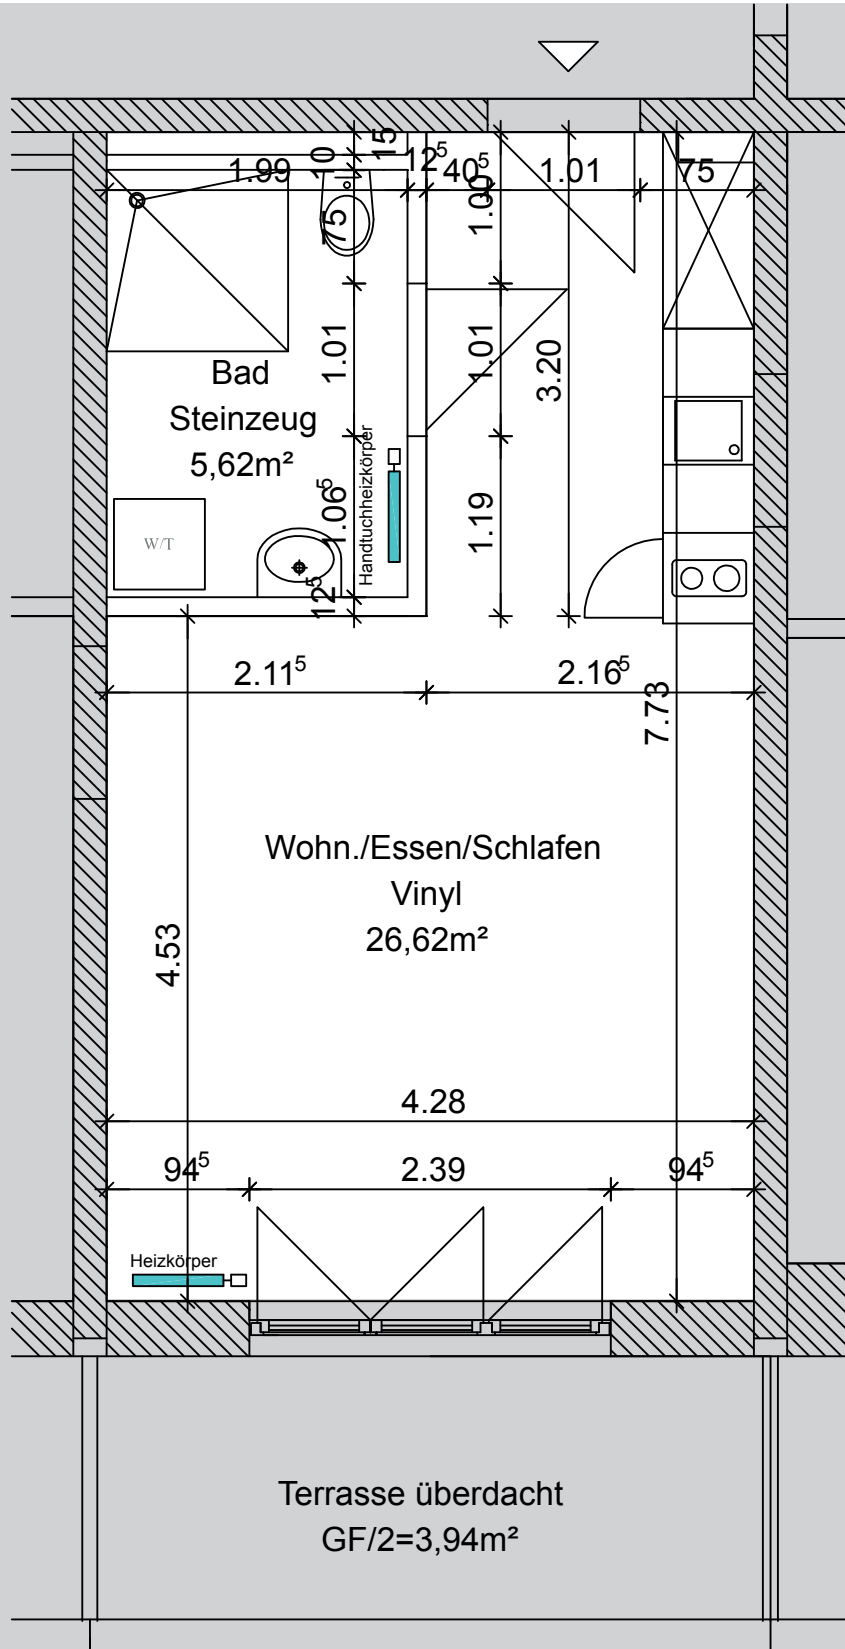 15
10
1.99
12⁵
40⁵
1.01
75
75
1.00
1.01
1.01
3.20
Bad
Steinzeug
5,62m²
Handtuchheizkörper
1.06⁵
1.19
W/T
12⁵
2.11⁵
2.16⁵
7.73
Wohn./Essen/Schlafen
Vinyl
26,62m²
4.53
4.28
94⁵
2.39
94⁵
Heizkörper
Terrasse überdacht
GF/2=3,94m²